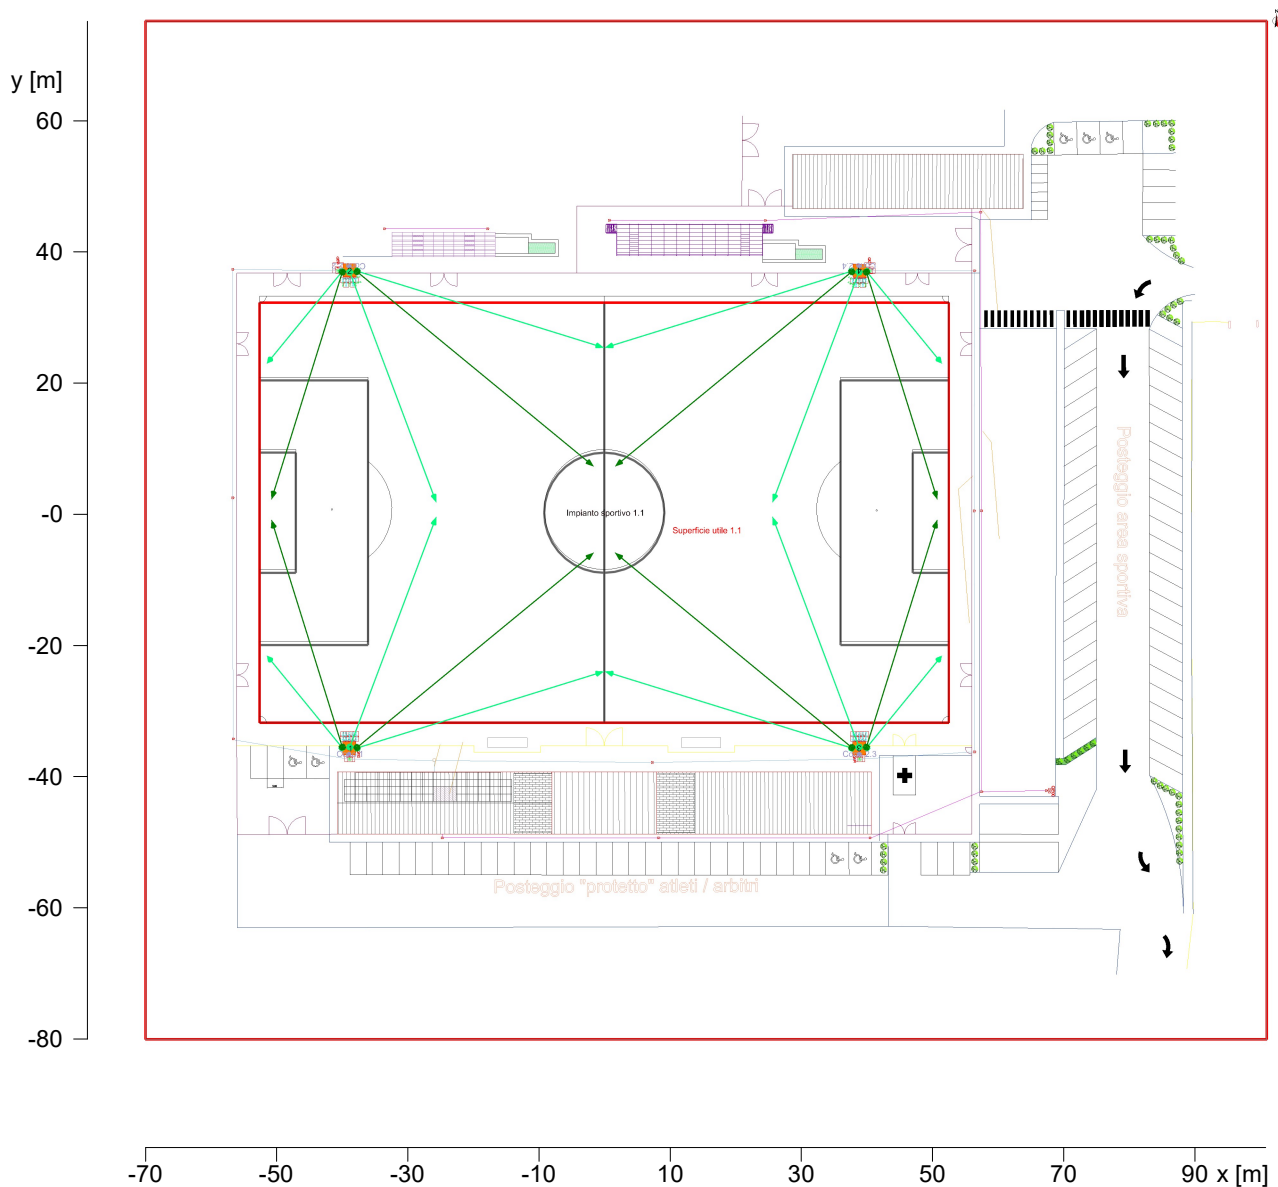 N
y [m]
60
40
20
-0
-20
-40
-60
-80
Impianto sportivo 1.1
Superficie utile 1.1
Posteggio area sportiva
Posteggio "protetto" atleti / arbitri
-70
-50
-30
-10
10
30
50
70
90
x [m]